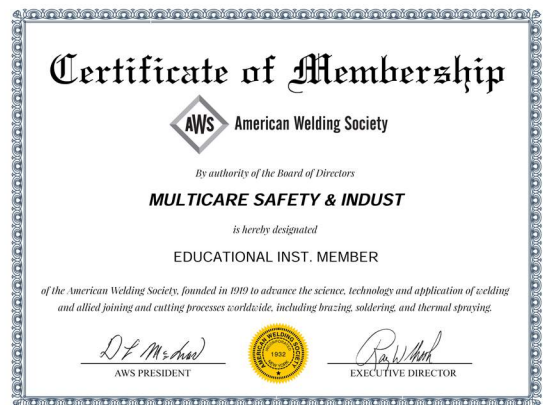 Certificate of Membership
AWS American Welding Society
By authority of the Board of Directors
MULTICARE SAFETY & INDUST
is hereby designated
EDUCATIONAL INST. MEMBER
of the American Welding Society, founded in 1919 to advance the science, technology and application of welding
and allied joining and cutting processes worldwide, including brazing, soldering, and thermal spraying.
AMERICAN WELDING SOCIETY
1932
NEW YORK
AWS PRESIDENT
EXECUTIVE DIRECTOR